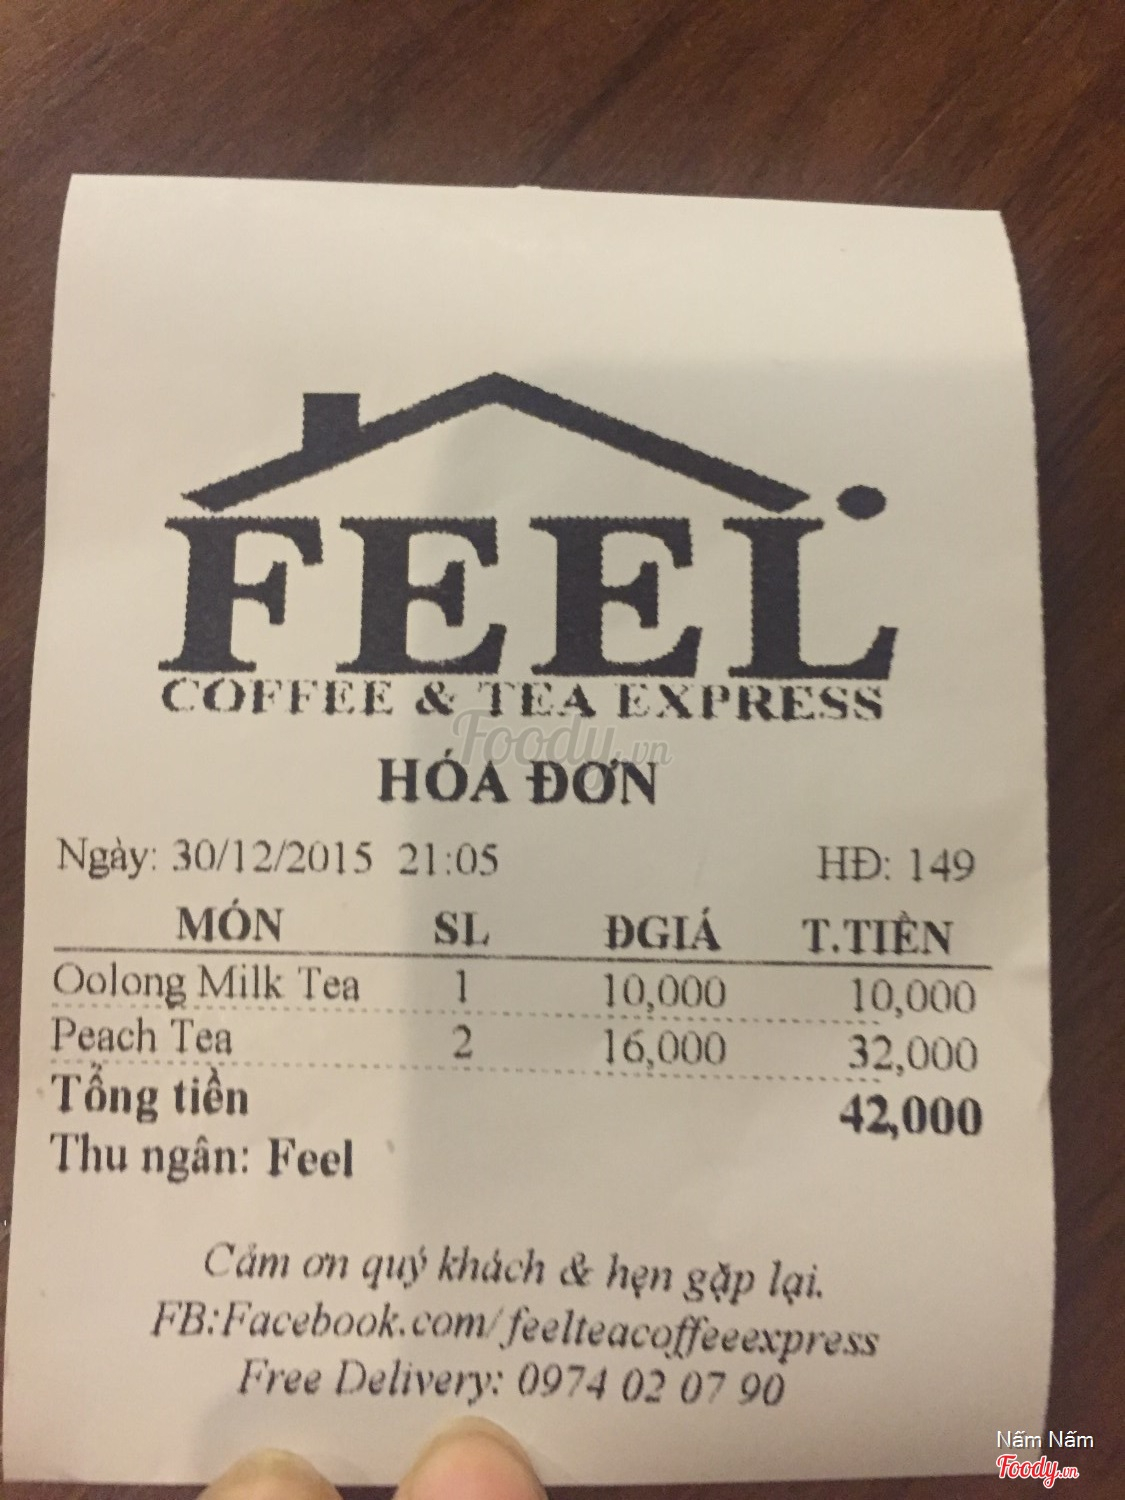 FEEL
COFFEE & TEA EXPRESS
Foody.vn
HÓA ĐƠN
Ngày: 30/12/2015 21:05 HĐ: 149
MÓN SL ĐGIÁ T.TIỀN
Oolong Milk Tea 1 10,000 10,000
Peach Tea 2 16,000 32,000
Tổng tiền 42,000
Thu ngân: Feel
Cảm ơn quý khách & hẹn gặp lại.
FB:Facebook.com/feelteacoffeeexpress
Free Delivery: 0974 02 07 90
Nấm Nấm
Foody.vn